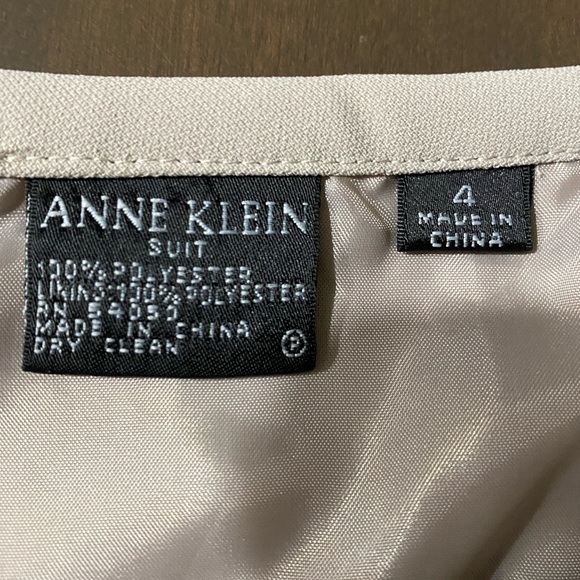 ANNE KLEIN
SUIT
100% POLYESTER
LINING:100% POLYESTER
RN 54050
MADE IN CHINA
DRY CLEAN Ⓟ
4
MADE IN
CHINA